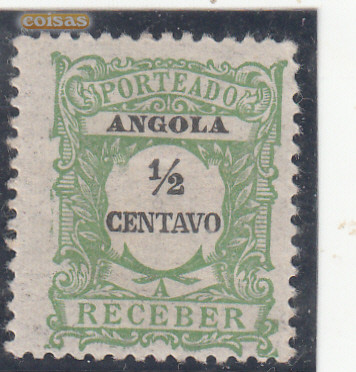 coisas
PORTEADO
ANGOLA
½
CENTAVO
A
RECEBER